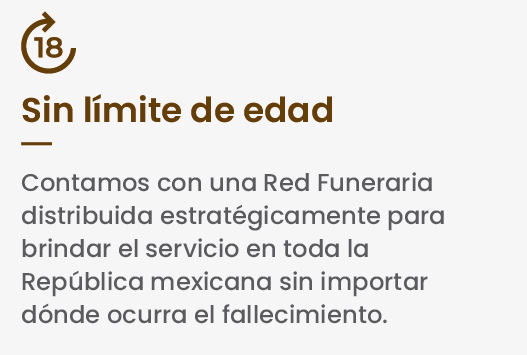 18
Sin límite de edad
Contamos con una Red Funeraria
distribuida estratégicamente para
brindar el servicio en toda la
República mexicana sin importar
dónde ocurra el fallecimiento.